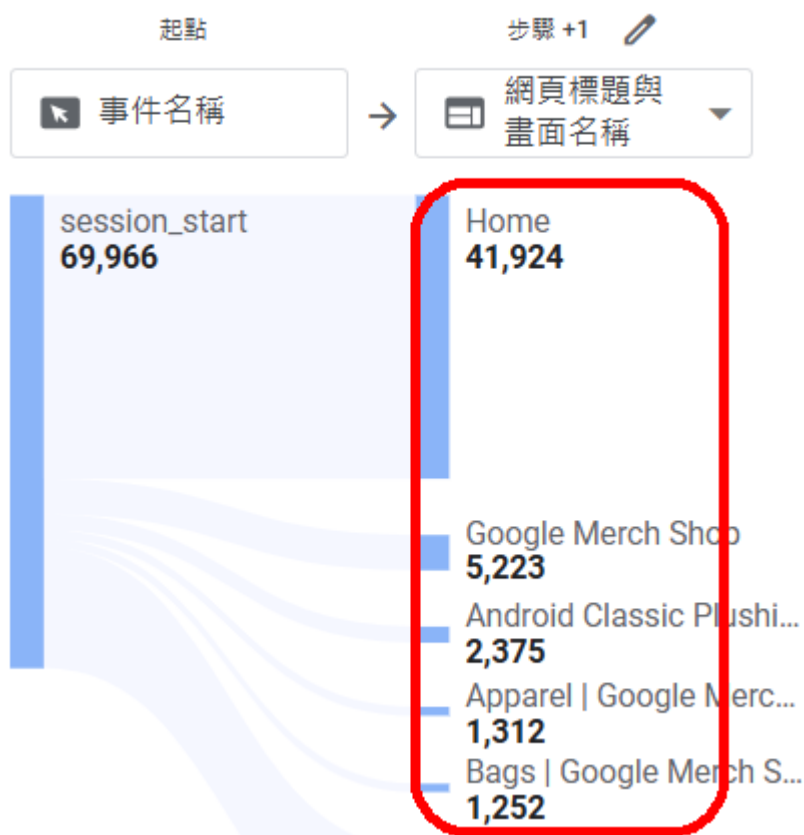 起點
步驟 +1
事件名稱
網頁標題與
畫面名稱
session_start
69,966
Home
41,924
Google Merch Shop
5,223
Android Classic Plushi...
2,375
Apparel | Google Merc...
1,312
Bags | Google Merch S...
1,252